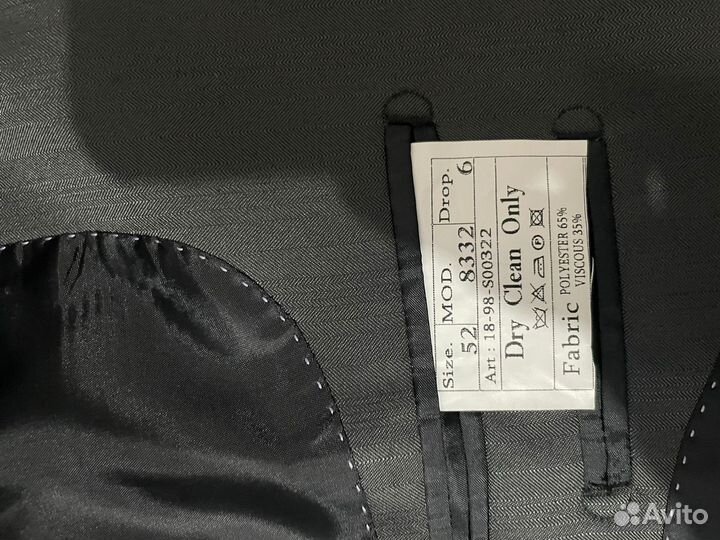 Size. MOD. Drop.
52 8332 6
Art : 18-98-S00322
Dry Clean Only
Fabric POLYESTER 65%
VISCOUS 35%
Avito